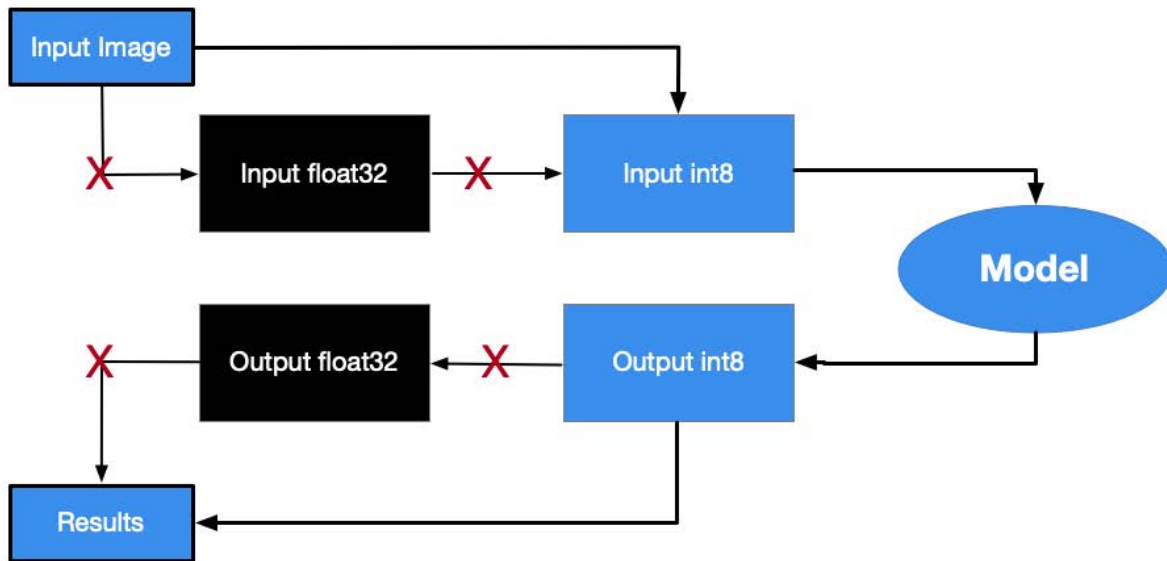 Input Image
Input float32
Input int8
Model
Output float32
Output int8
Results